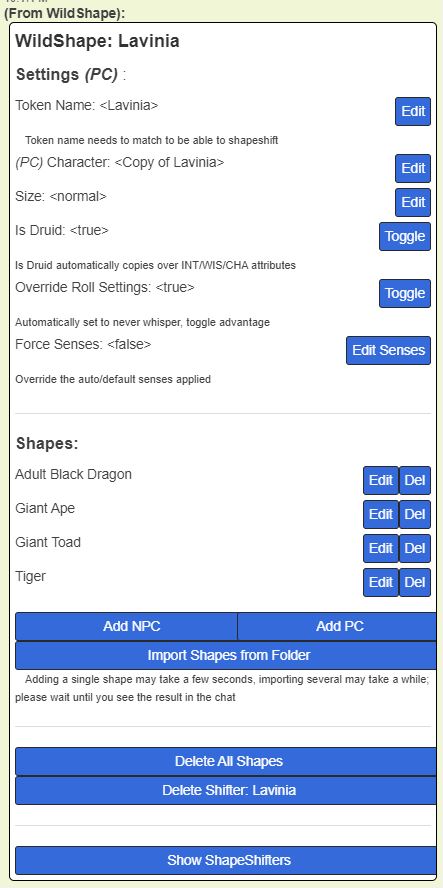 (From WildShape):
WildShape: Lavinia
Settings (PC) :
Token Name: <Lavinia>
Edit
Token name needs to match to be able to shapeshift
(PC) Character: <Copy of Lavinia>
Edit
Size: <normal>
Edit
Is Druid: <true>
Toggle
Is Druid automatically copies over INT/WIS/CHA attributes
Override Roll Settings: <true>
Toggle
Automatically set to never whisper, toggle advantage
Force Senses: <false>
Edit Senses
Override the auto/default senses applied
Shapes:
Adult Black Dragon
Edit Del
Giant Ape
Edit Del
Giant Toad
Edit Del
Tiger
Edit Del
Add NPC Add PC
Import Shapes from Folder
Adding a single shape may take a few seconds, importing several may take a while;
please wait until you see the result in the chat
Delete All Shapes
Delete Shifter: Lavinia
Show ShapeShifters